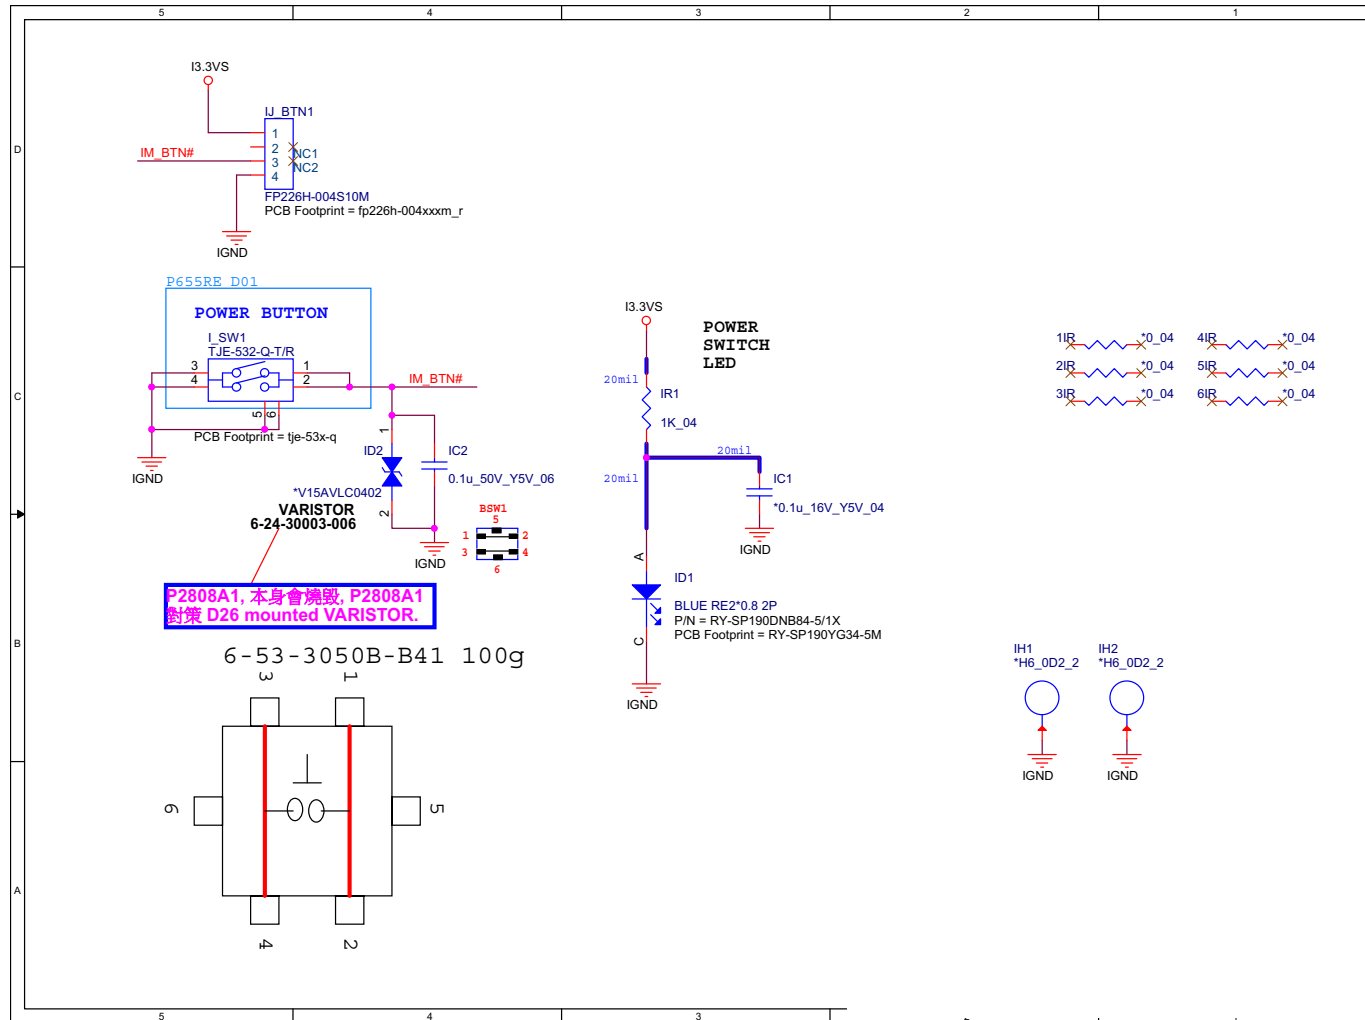 5 4 3 2 1
D
C
B
A
I3.3VS
IJ_BTN1
1
2
3
4
NC1
NC2
IM_BTN#
FP226H-004S10M
PCB Footprint = fp226h-004xxxm_r
IGND
P655RE D01
POWER BUTTON
I_SW1
TJE-532-Q-T/R
3
4
1
2
5
6
IM_BTN#
PCB Footprint = tje-53x-q
IGND
1
ID2
2
*V15AVLC0402
VARISTOR
6-24-30003-006
IC2
0.1u_50V_Y5V_06
IGND
BSW1
5
1 2
3 4
6
P2808A1, 本身會燒毀, P2808A1
對策 D26 mounted VARISTOR.
6-53-3050B-B41 100g
3 1
6 5
4 2
I3.3VS
POWER
SWITCH
LED
20mil
IR1
1K_04
20mil
20mil
IC1
*0.1u_16V_Y5V_04
IGND
A
ID1
BLUE RE2*0.8 2P
P/N = RY-SP190DNB84-5/1X
PCB Footprint = RY-SP190YG34-5M
C
IGND
1IR *0_04 4IR *0_04
2IR *0_04 5IR *0_04
3IR *0_04 6IR *0_04
IH1 IH2
*H6_0D2_2 *H6_0D2_2
IGND IGND
5 4 3